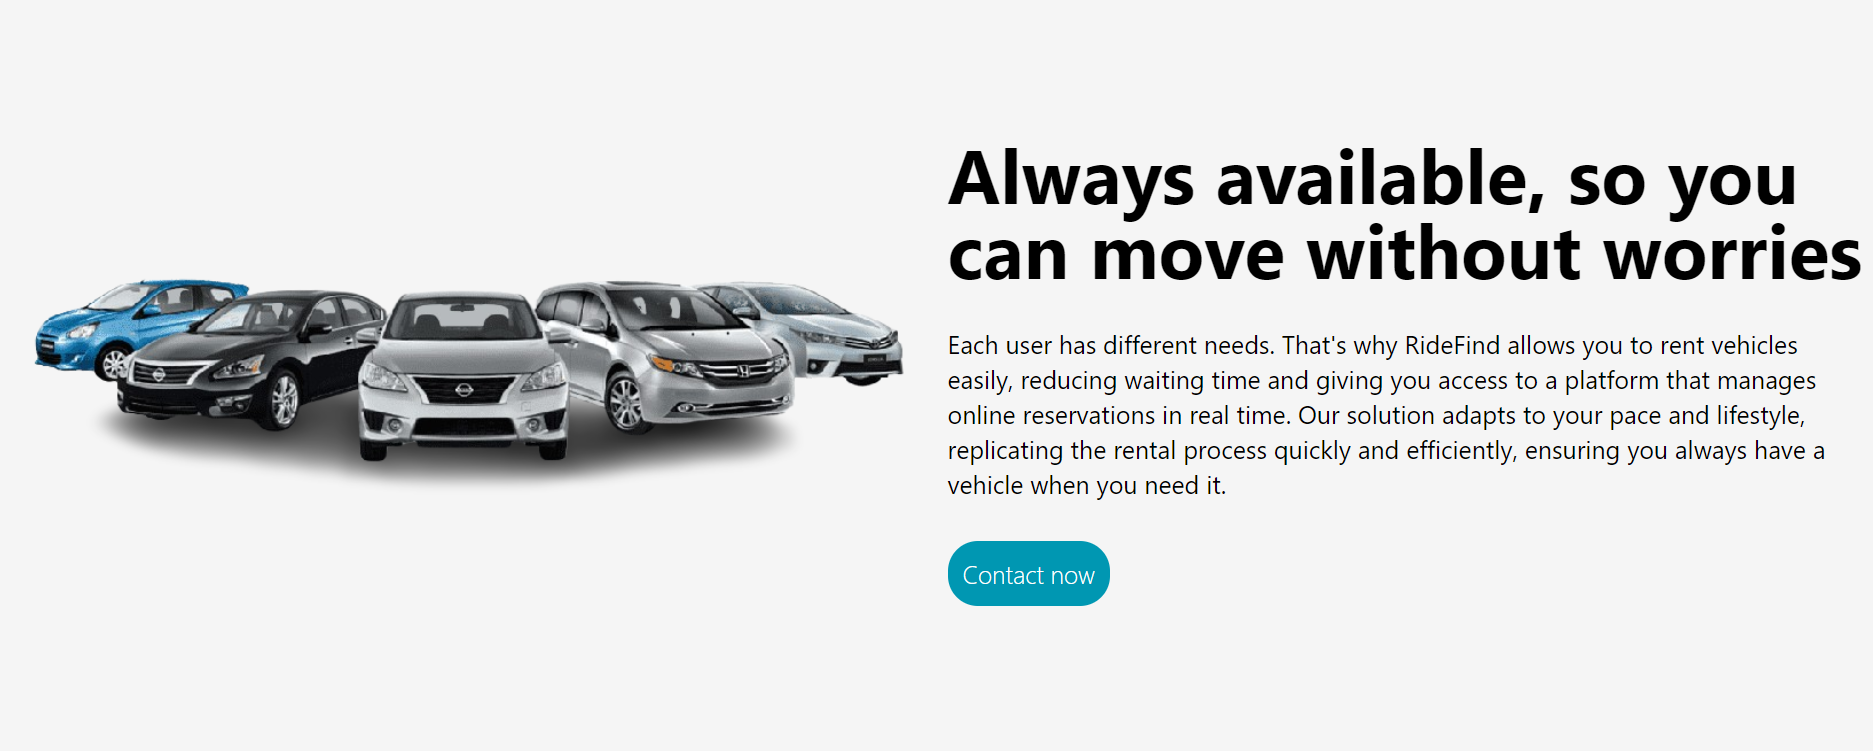 Always available, so you
can move without worries
Each user has different needs. That's why RideFind allows you to rent vehicles
easily, reducing waiting time and giving you access to a platform that manages
online reservations in real time. Our solution adapts to your pace and lifestyle,
replicating the rental process quickly and efficiently, ensuring you always have a
vehicle when you need it.
Contact now